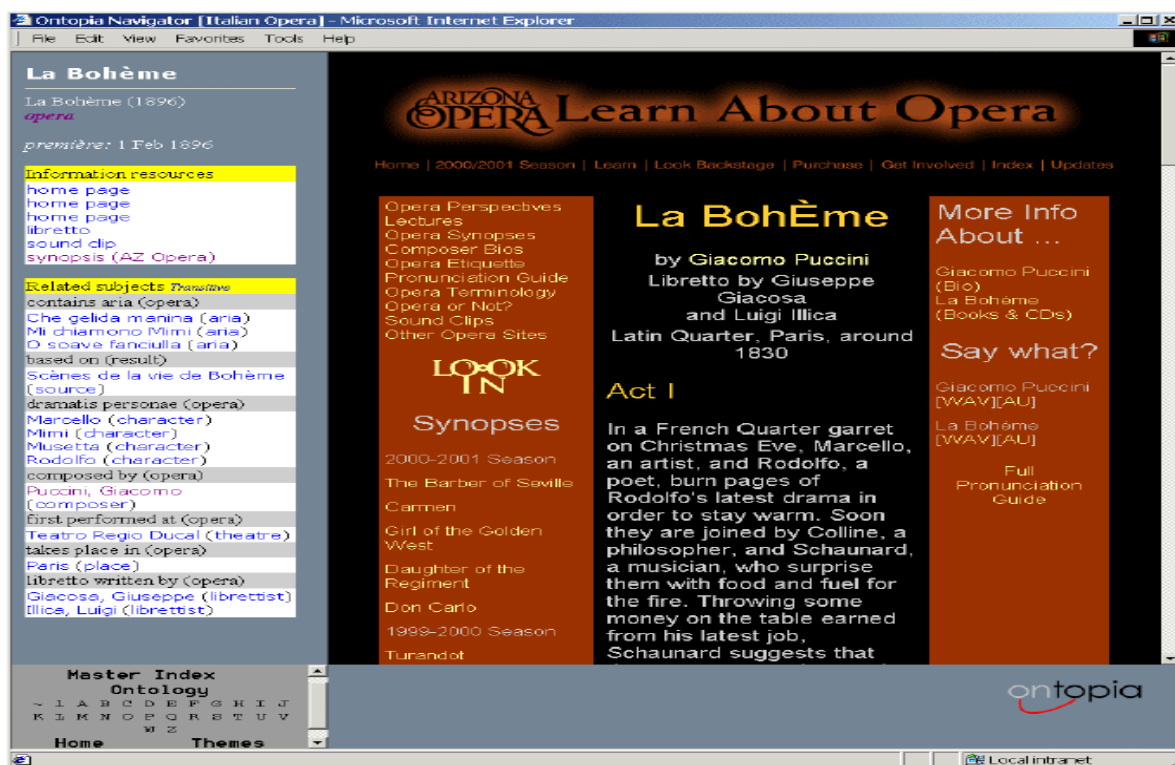 Ontopia Navigator [Italian Opera] - Microsoft Internet Explorer
File Edit View Favorites Tools Help
La Bohème
La Bohème (1896)
opera
première: 1 Feb 1896
Information resources
home page
home page
home page
libretto
sound clip
synopsis (AZ Opera)
Related subjects Transitive
contains aria (opera)
Che gelida manina (aria)
Mi chiamono Mimi (aria)
O soave fanciulla (aria)
based on (result)
Scènes de la vie de Bohème
(source)
dramatis personae (opera)
Marcello (character)
Mimi (character)
Musetta (character)
Rodolfo (character)
composed by (opera)
Puccini, Giacomo
(composer)
first performed at (opera)
Teatro Regio Ducal (theatre)
takes place in (opera)
Paris (place)
libretto written by (opera)
Giacosa, Giuseppe (librettist)
Illica, Luigi (librettist)
Master Index
Ontology
~ 1 A B C D E F G H I J
K L M N O P Q R S T U V
W Z
Home Themes
ARIZONA
OPERA Learn About Opera
Home | 2000/2001 Season | Learn | Look Backstage | Purchase | Get Involved | Index | Updates
Opera Perspectives
Lectures
Opera Synopses
Composer Bios
Opera Etiquette
Pronunciation Guide
Opera Terminology
Opera or Not?
Sound Clips
Other Opera Sites
LOOK
IN
Synopses
2000-2001 Season
The Barber of Seville
Carmen
Girl of the Golden
West
Daughter of the
Regiment
Don Carlo
1999-2000 Season
Turandot
La BohÈme
by Giacomo Puccini
Libretto by Giuseppe
Giacosa
and Luigi Illica
Latin Quarter, Paris, around
1830
Act I
In a French Quarter garret
on Christmas Eve, Marcello,
an artist, and Rodolfo, a
poet, burn pages of
Rodolfo's latest drama in
order to stay warm. Soon
they are joined by Colline, a
philosopher, and Schaunard,
a musician, who surprise
them with food and fuel for
the fire. Throwing some
money on the table earned
from his latest job,
Schaunard suggests that
More Info
About ...
Giacomo Puccini
(Bio)
La Bohème
(Books & CDs)
Say what?
Giacomo Puccini
[WAV][AU]
La Bohème
[WAV][AU]
Full
Pronunciation
Guide
ontopia
Local intranet